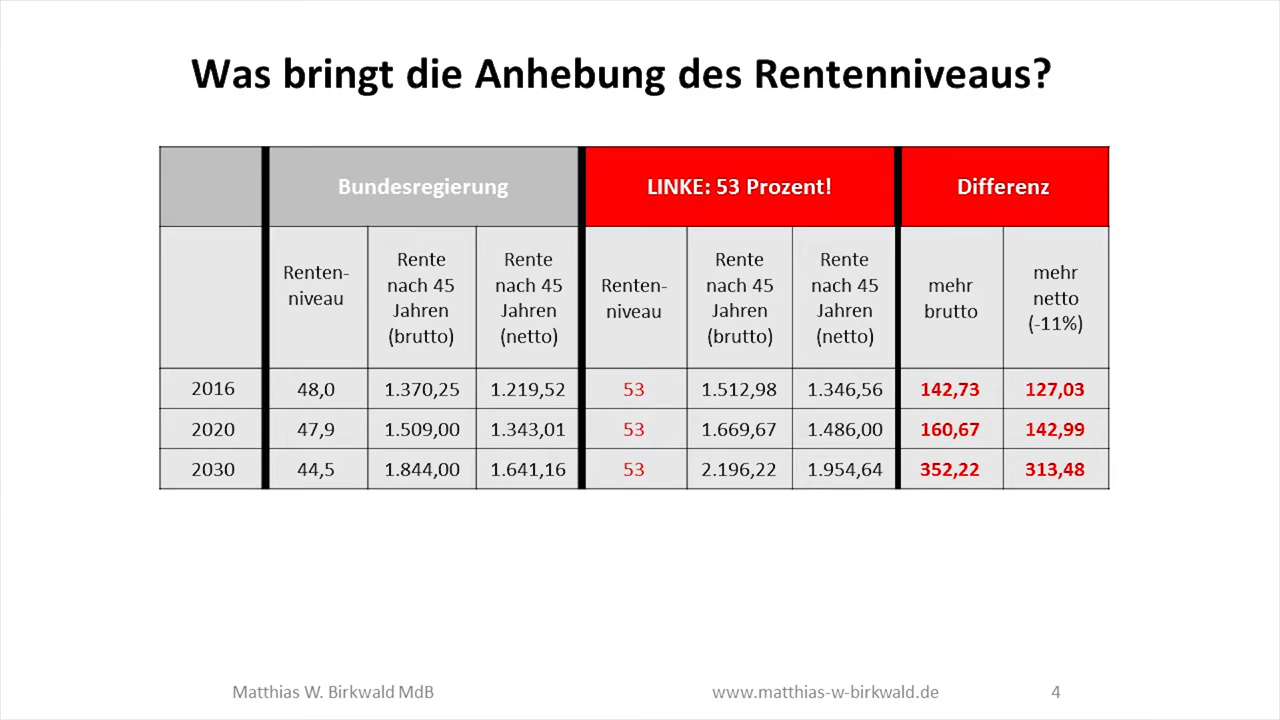 Was bringt die Anhebung des Rentenniveaus?
Bundesregierung LINKE: 53 Prozent! Differenz
Renten-
niveau
Rente
nach 45
Jahren
(brutto)
Rente
nach 45
Jahren
(netto)
Renten-
niveau
Rente
nach 45
Jahren
(brutto)
Rente
nach 45
Jahren
(netto)
mehr
brutto
mehr
netto
(-11%)
2016 48,0 1.370,25 1.219,52 53 1.512,98 1.346,56 142,73 127,03
2020 47,9 1.509,00 1.343,01 53 1.669,67 1.486,00 160,67 142,99
2030 44,5 1.844,00 1.641,16 53 2.196,22 1.954,64 352,22 313,48
Matthias W. Birkwald MdB www.matthias-w-birkwald.de 4